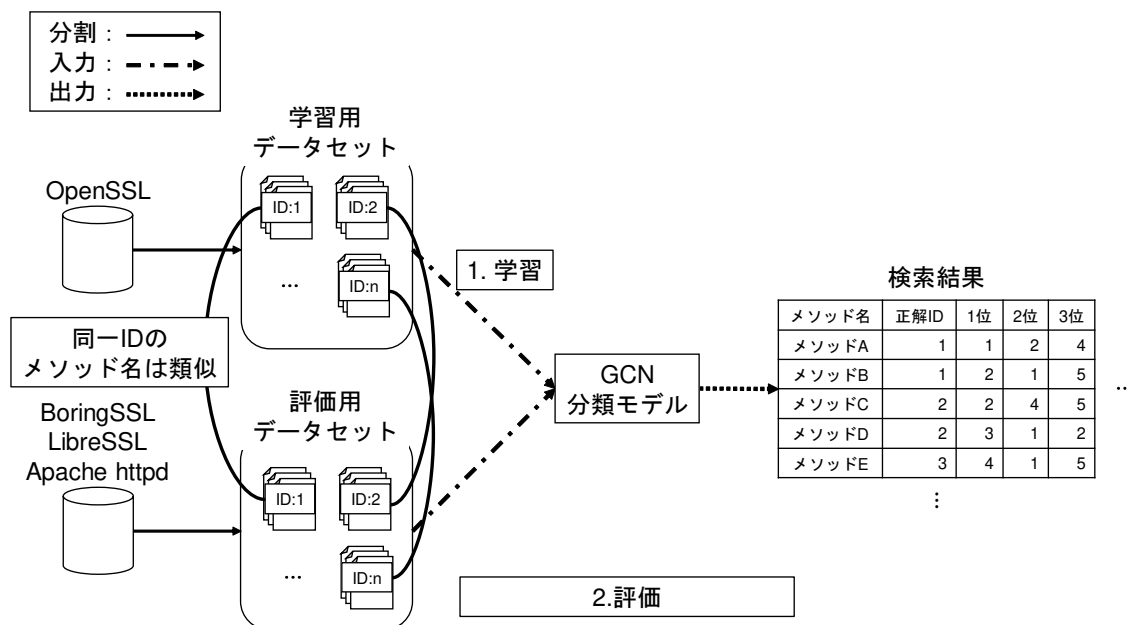 分割：
入力：
出力：
学習用
データセット
OpenSSL
ID:1
ID:2
...
ID:n
1. 学習
同一IDの
メソッド名は類似
BoringSSL
LibreSSL
Apache httpd
評価用
データセット
ID:1
ID:2
...
ID:n
GCN
分類モデル
2.評価
検索結果
メソッド名 正解ID 1位 2位 3位
メソッドA 1 1 2 4
メソッドB 1 2 1 5
メソッドC 2 2 4 5
メソッドD 2 3 1 2
メソッドE 3 4 1 5
‥
⋮